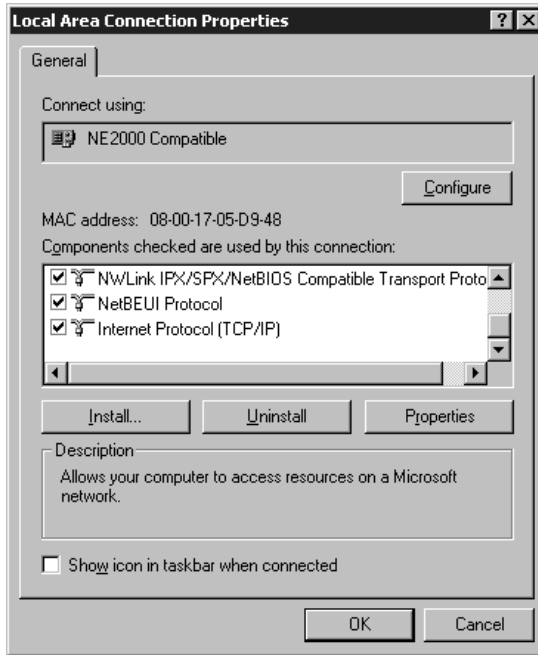 Local Area Connection Properties
General
Connect using:
NE2000 Compatible
Configure
MAC address: 08-00-17-05-D9-48
Components checked are used by this connection:
NWLink IPX/SPX/NetBIOS Compatible Transport Proto
NetBEUI Protocol
Internet Protocol (TCP/IP)
Install... Uninstall Properties
Description
Allows your computer to access resources on a Microsoft
network.
Show icon in taskbar when connected
OK Cancel